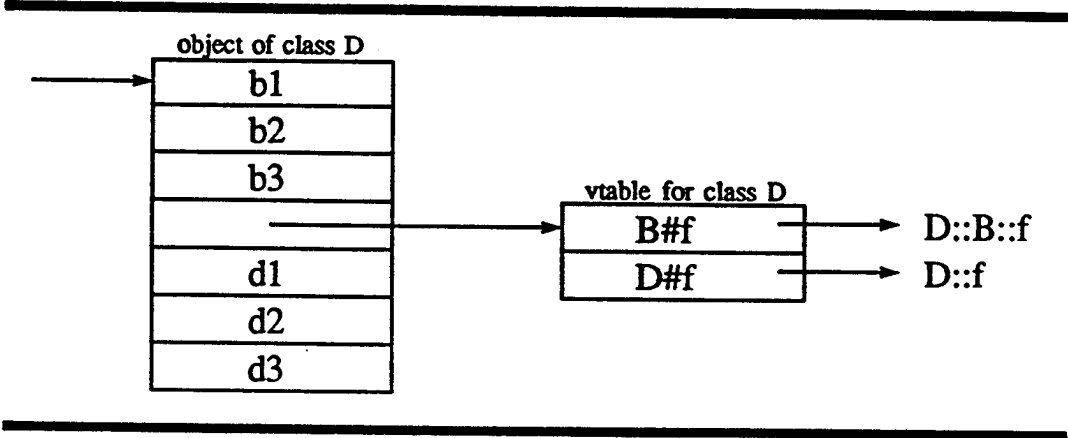 object of class D
b1
b2
b3
d1
d2
d3
vtable for class D
B#f
D::B::f
D#f
D::f